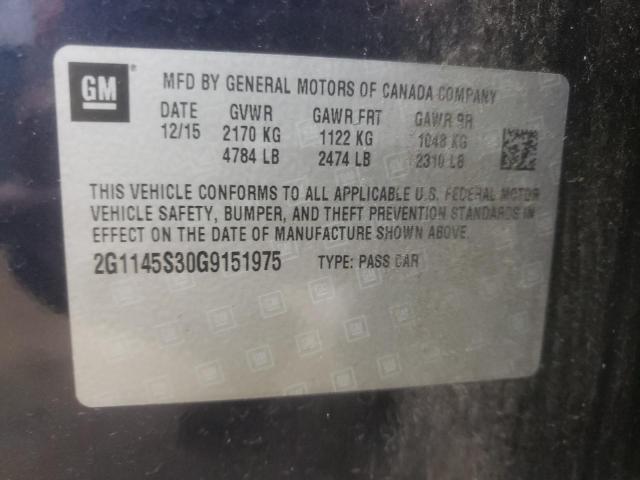 GM
MFD BY GENERAL MOTORS OF CANADA COMPANY
DATE GVWR GAWR FRT GAWR RR
12/15 2170 KG 1122 KG 1048 KG
4784 LB 2474 LB 2310 LB
THIS VEHICLE CONFORMS TO ALL APPLICABLE U.S. FEDERAL MOTOR
VEHICLE SAFETY, BUMPER, AND THEFT PREVENTION STANDARDS IN
EFFECT ON THE DATE OF MANUFACTURE SHOWN ABOVE.
2G1145S30G9151975 TYPE: PASS CAR